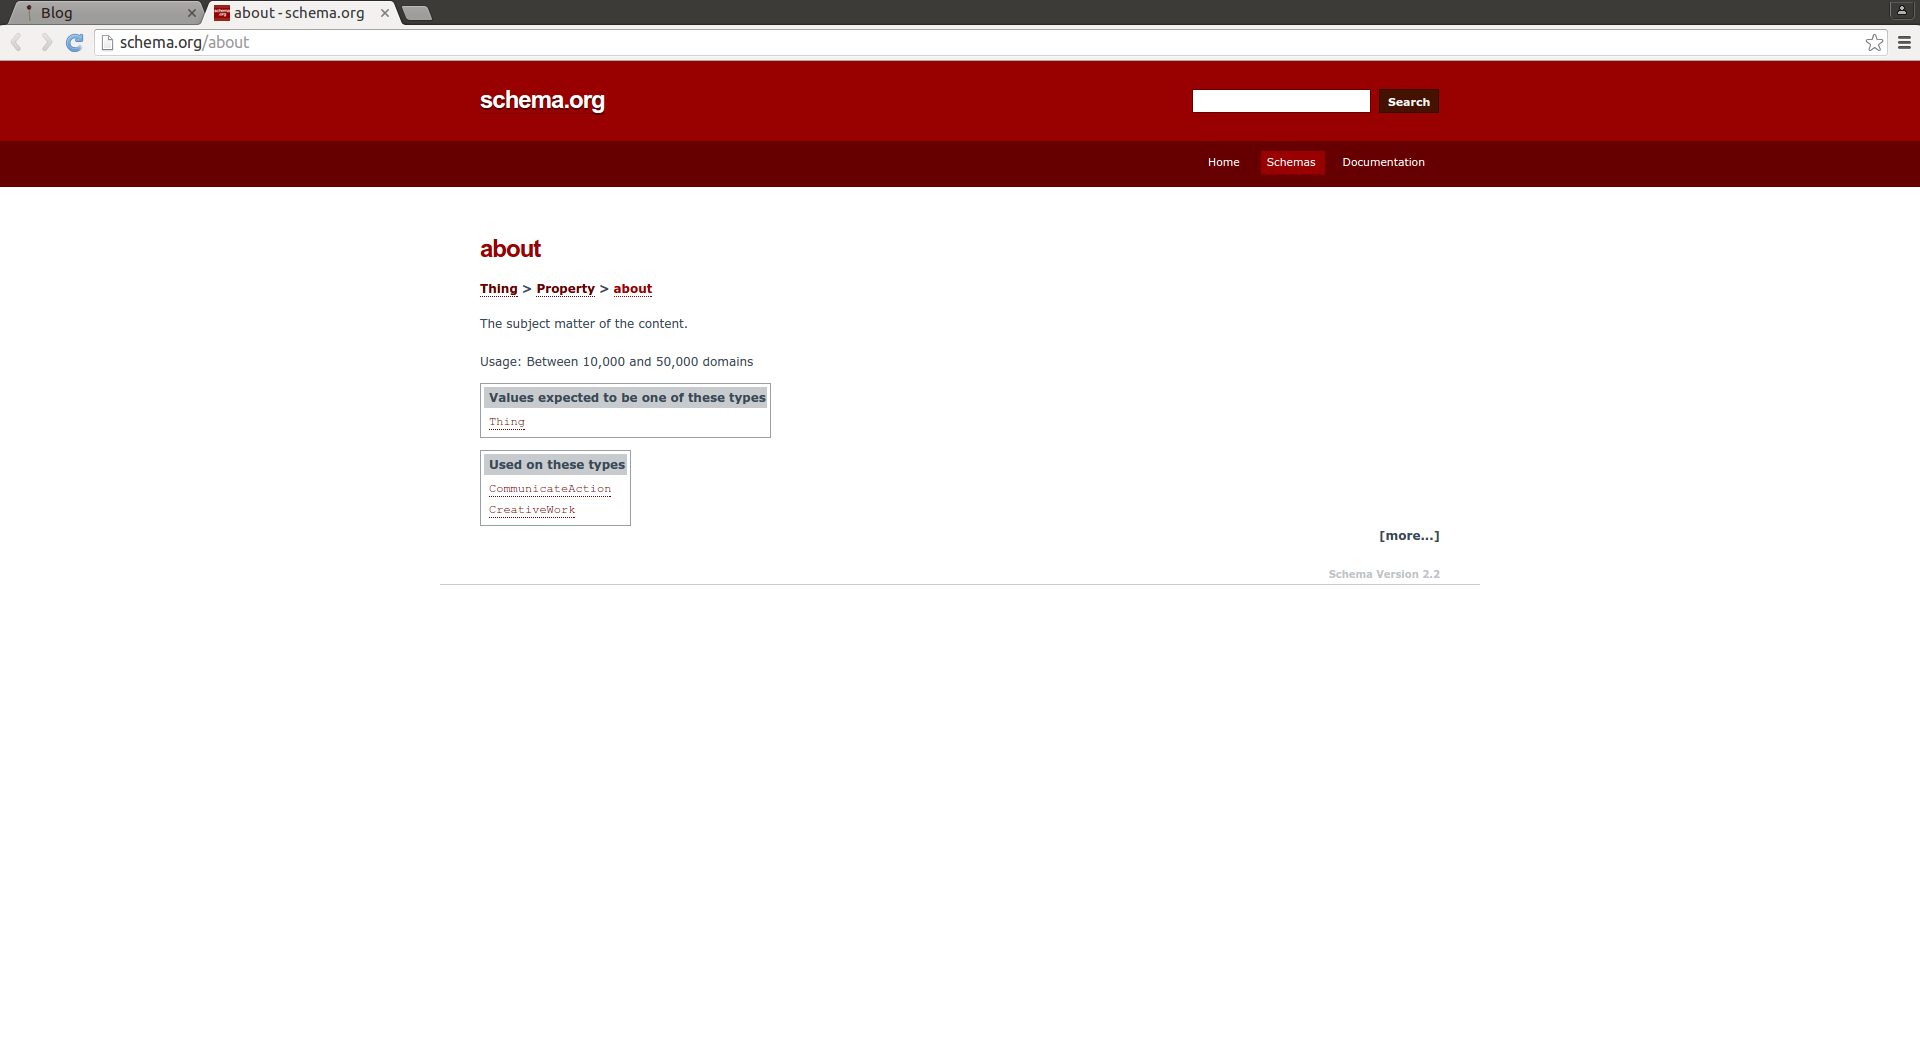 Blog
about - schema.org
schema.org/about
schema.org
Search
Home Schemas Documentation
about
Thing > Property > about
The subject matter of the content.
Usage: Between 10,000 and 50,000 domains
Values expected to be one of these types
Thing
Used on these types
CommunicateAction
CreativeWork
[more...]
Schema Version 2.2